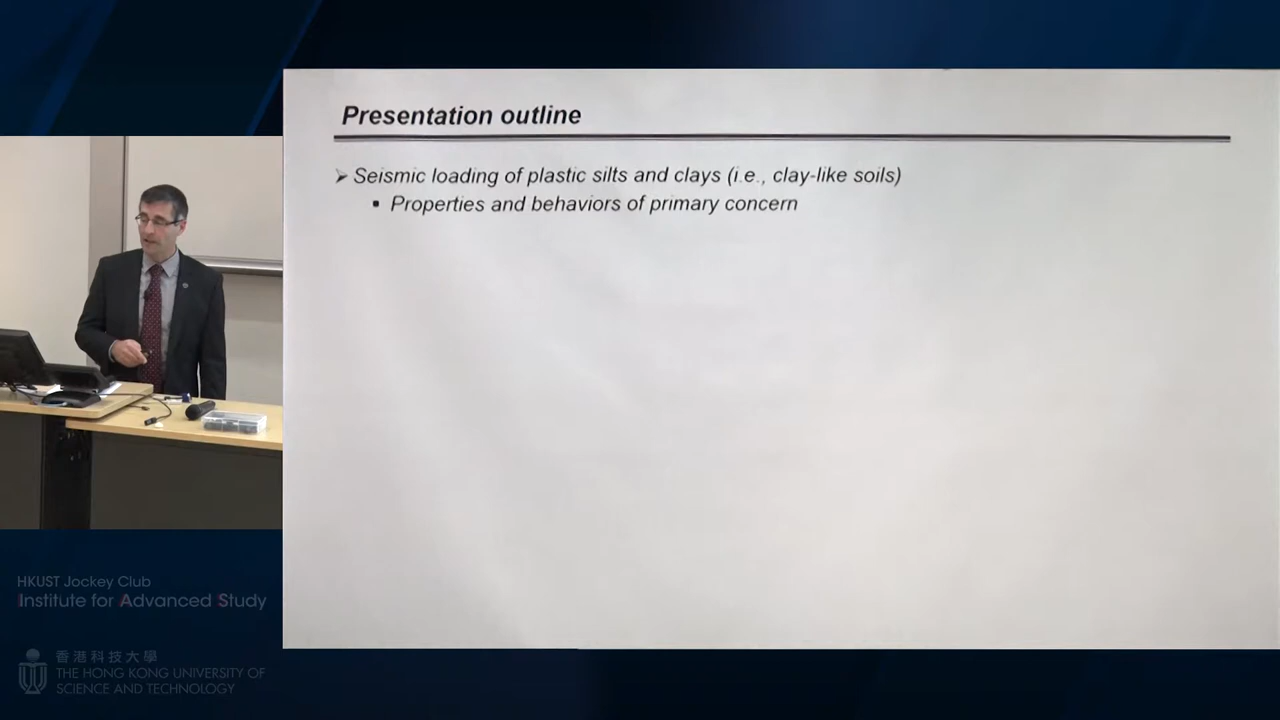 Presentation outline
➤ Seismic loading of plastic silts and clays (i.e., clay-like soils)
▪ Properties and behaviors of primary concern
HKUST Jockey Club
Institute for Advanced Study
香港科技大學
THE HONG KONG UNIVERSITY OF
SCIENCE AND TECHNOLOGY